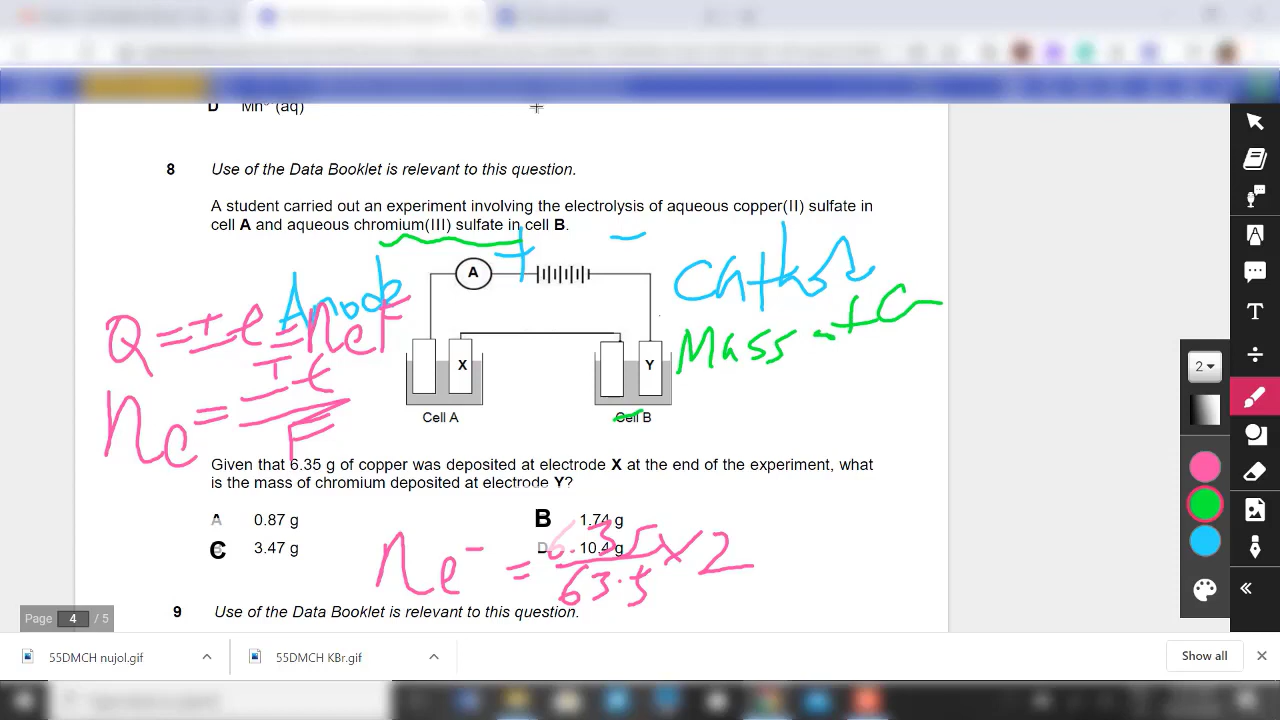 D Mn³⁺ (aq)
8 Use of the Data Booklet is relevant to this question.
A student carried out an experiment involving the electrolysis of aqueous copper(II) sulfate in
cell A and aqueous chromium(III) sulfate in cell B.
+ −
A
Anode
Cathode
Q = It = neF
Mass of Cr
X
Y
ne = It / F
Cell A
Cell B
Given that 6.35 g of copper was deposited at electrode X at the end of the experiment, what
is the mass of chromium deposited at electrode Y?
A 0.87 g
B 1.74 g
C 3.47 g
D 10.4 g
ne⁻ = 6.35 / 63.5 × 2
9 Use of the Data Booklet is relevant to this question.
2
Page 4 / 5
55DMCH nujol.gif
55DMCH KBr.gif
Show all